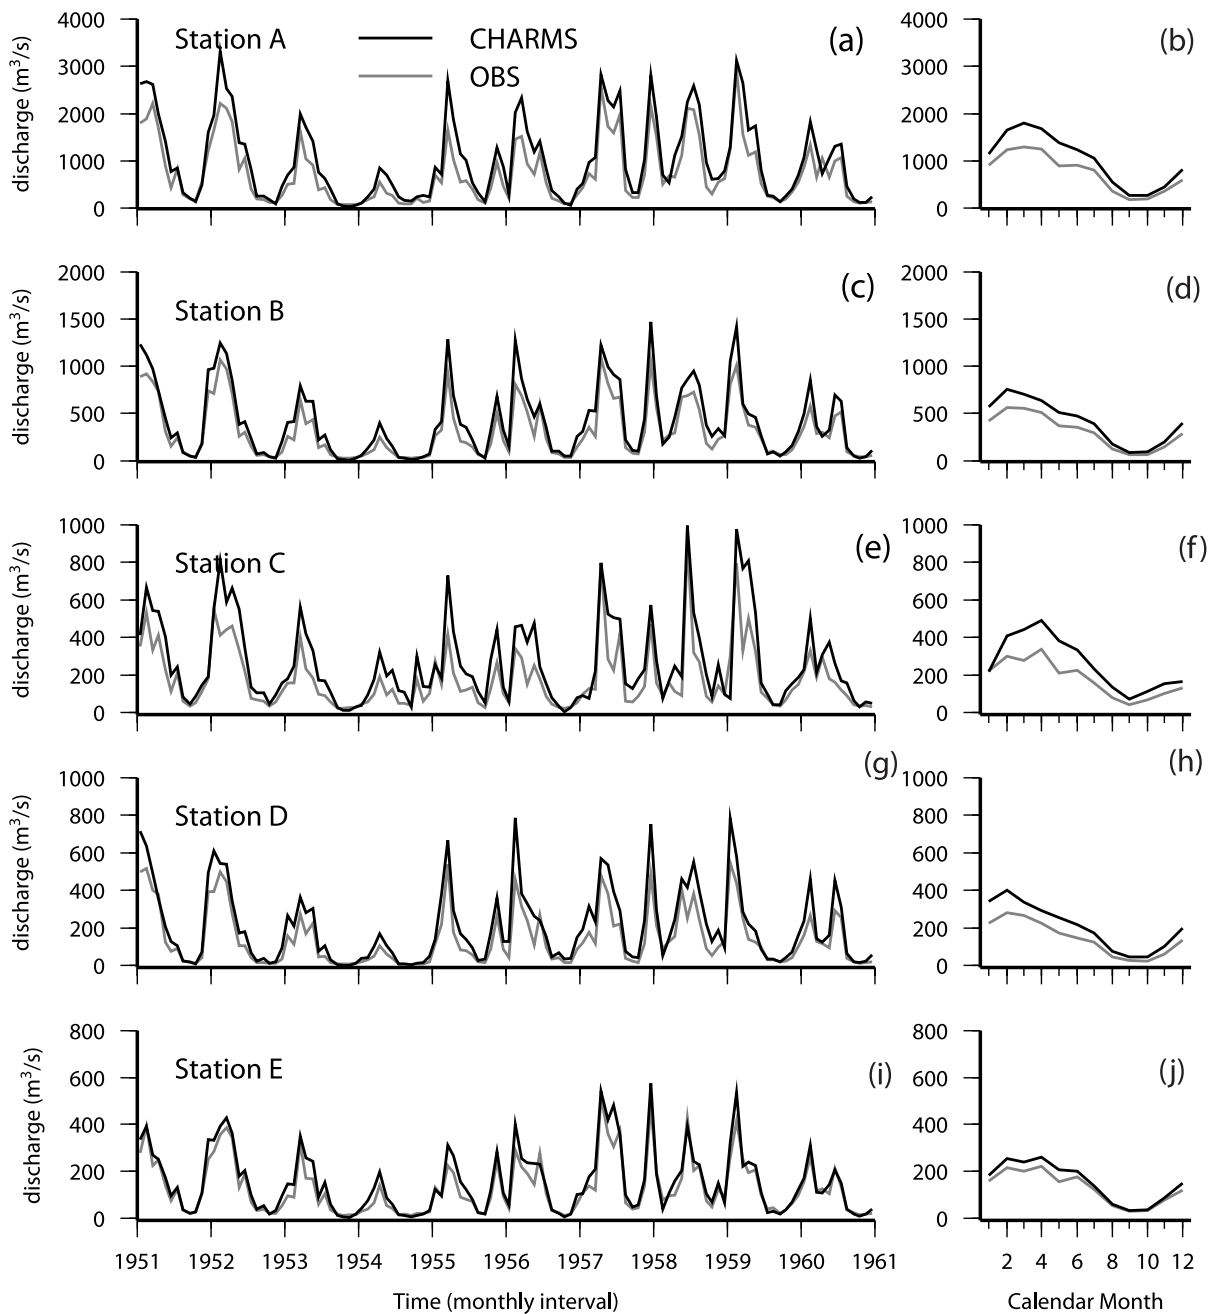 Station A
CHARMS
OBS
(a)
(b)
discharge (m³/s)
4000
3000
2000
1000
0
4000
3000
2000
1000
0
Station B
(c)
(d)
discharge (m³/s)
2000
1500
1000
500
0
2000
1500
1000
500
0
Station C
(e)
(f)
discharge (m³/s)
1000
800
600
400
200
0
1000
800
600
400
200
0
Station D
(g)
(h)
discharge (m³/s)
1000
800
600
400
200
0
1000
800
600
400
200
0
Station E
(i)
(j)
discharge (m³/s)
800
600
400
200
0
800
600
400
200
0
1951 1952 1953 1954 1955 1956 1957 1958 1959 1960 1961
2 4 6 8 10 12
Time (monthly interval)
Calendar Month